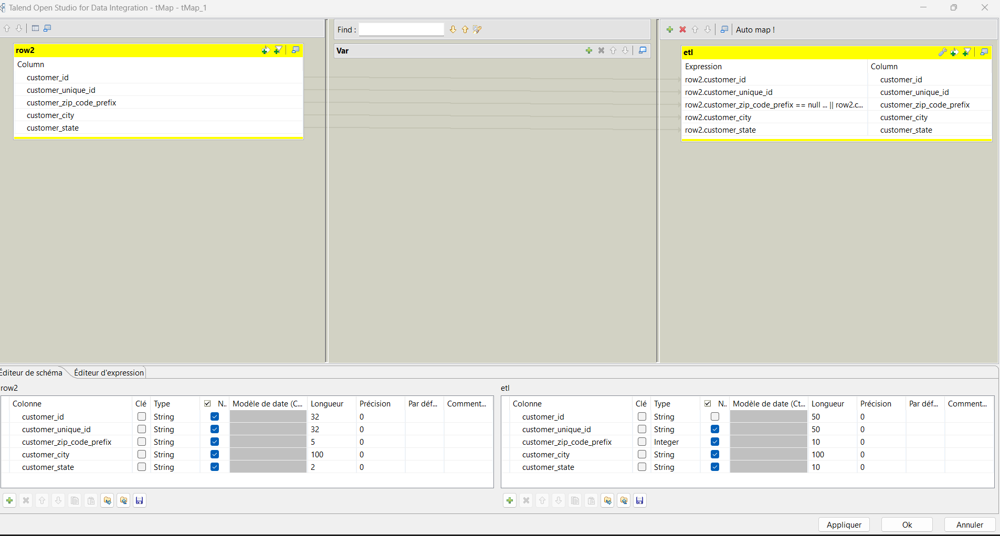 Talend Open Studio for Data Integration - tMap - tMap_1
Find :
Auto map !
row2
Column
customer_id
customer_unique_id
customer_zip_code_prefix
customer_city
customer_state
Var
etl
Expression Column
row2.customer_id customer_id
row2.customer_unique_id customer_unique_id
row2.customer_zip_code_prefix == null ... || row2.c... customer_zip_code_prefix
row2.customer_city customer_city
row2.customer_state customer_state
Éditeur de schéma Éditeur d'expression
row2
Colonne Clé Type N.. Modèle de date (C... Longueur Précision Par déf... Comment...
customer_id String 32 0
customer_unique_id String 32 0
customer_zip_code_prefix String 5 0
customer_city String 100 0
customer_state String 2 0
etl
Colonne Clé Type N.. Modèle de date (Ct... Longueur Précision Par déf... Comment...
customer_id String 50 0
customer_unique_id String 50 0
customer_zip_code_prefix Integer 10 0
customer_city String 100 0
customer_state String 10 0
Appliquer Ok Annuler